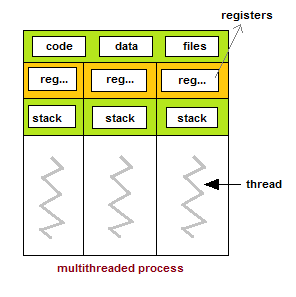 registers
code data files
reg... reg... reg...
stack stack stack
thread
multithreaded process